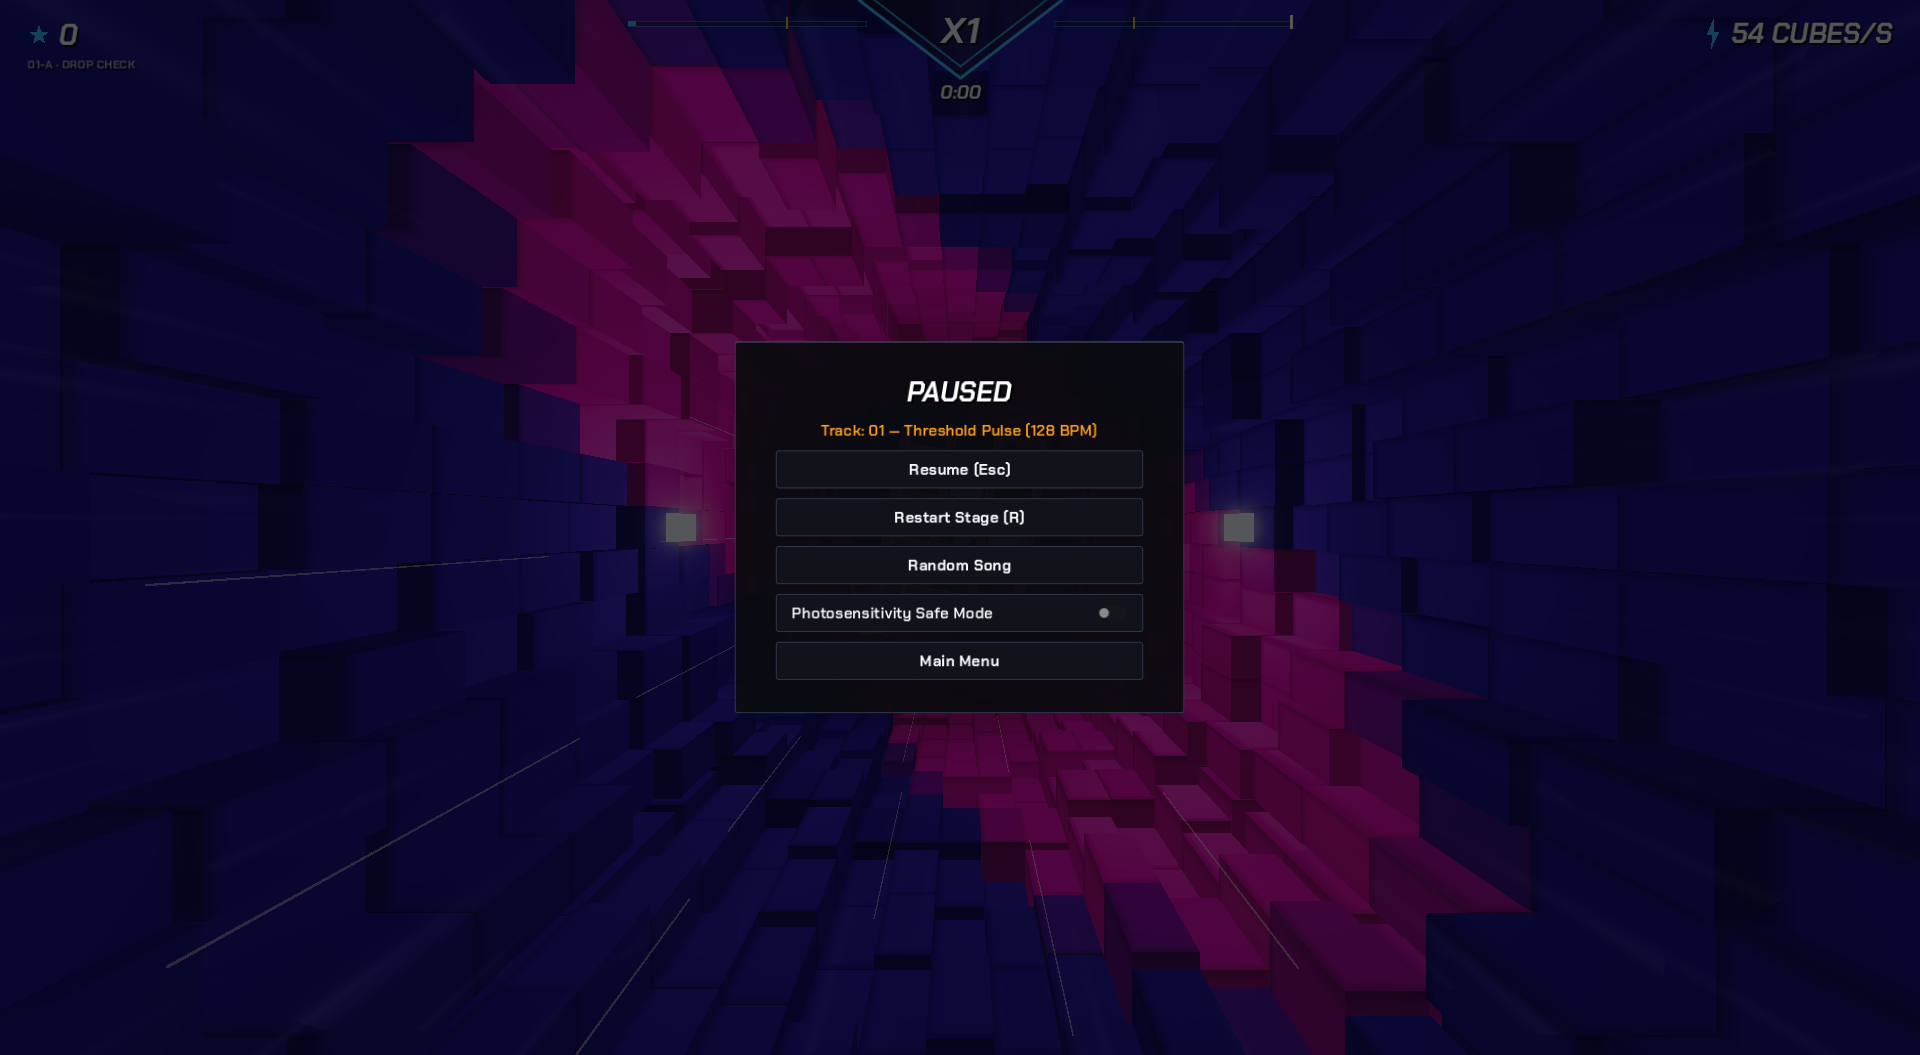 0
01-A · DROP CHECK
X1
0:00
54 CUBES/S
PAUSED
Track: 01 — Threshold Pulse (128 BPM)
Resume (Esc)
Restart Stage (R)
Random Song
Photosensitivity Safe Mode
Main Menu